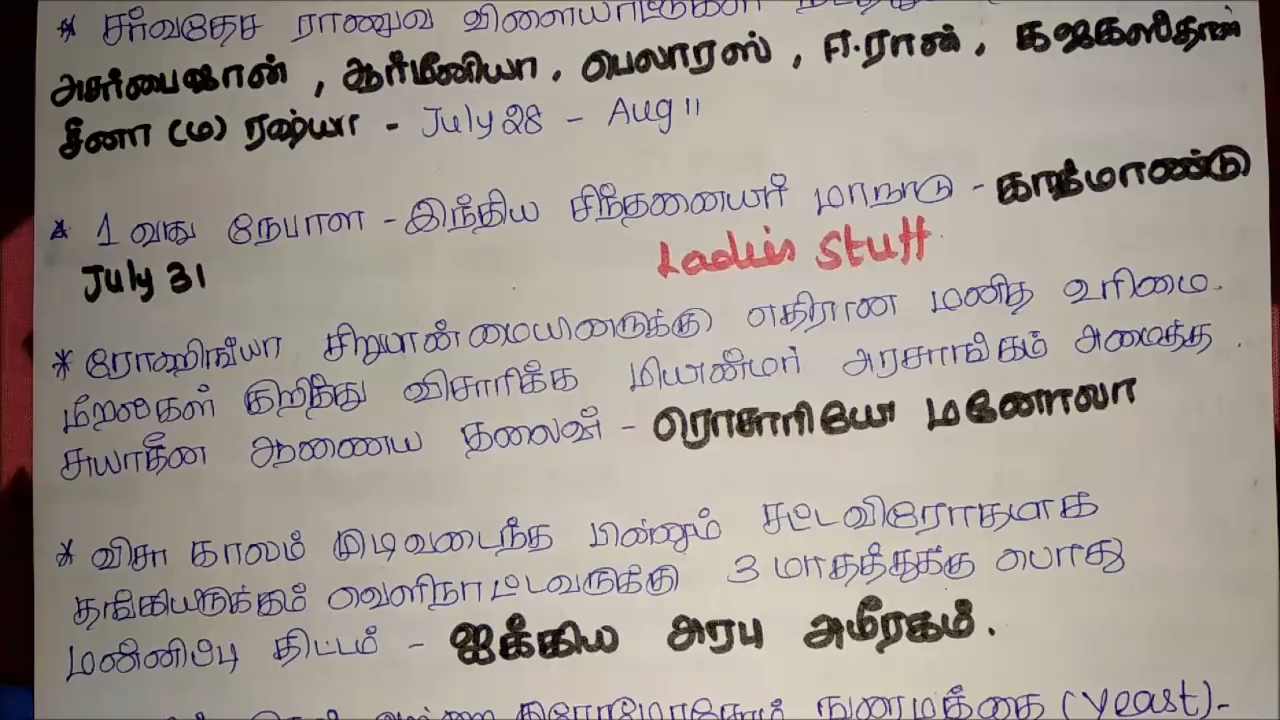 * சர்வதேச ராணுவ விளையாட்டுகள்
அசர்பைஜான் , ஆர்மீனியா , பெலாரஸ் , ஈ.ராக் , கஜகஸ்தான்
சீனா (ம) ரஷ்யா - July 28 - Aug 11
* 1 வது நேபாள - இந்திய சிந்தனையர் மாநாடு - காத்மாண்டு
July 31
Ladies Stuff
* ரோஹிங்யா சிறுபான்மையினருக்கு எதிரான மனித உரிமை
மீறல்கள் குறித்து விசாரிக்க மியான்மர் அரசாங்கம் அமைத்த
சுயாதீன ஆணைய தலைவர் - ரொசாரியோ மனோலா
* விசா காலம் முடிவடைந்த பின்னும் சட்டவிரோதமாக
தங்கியிருக்கும் வெளிநாட்டவருக்கு 3 மாதத்துக்கு பொது
மன்னிப்பு திட்டம் - ஐக்கிய அரபு அமீரகம்.
(Yeast)-